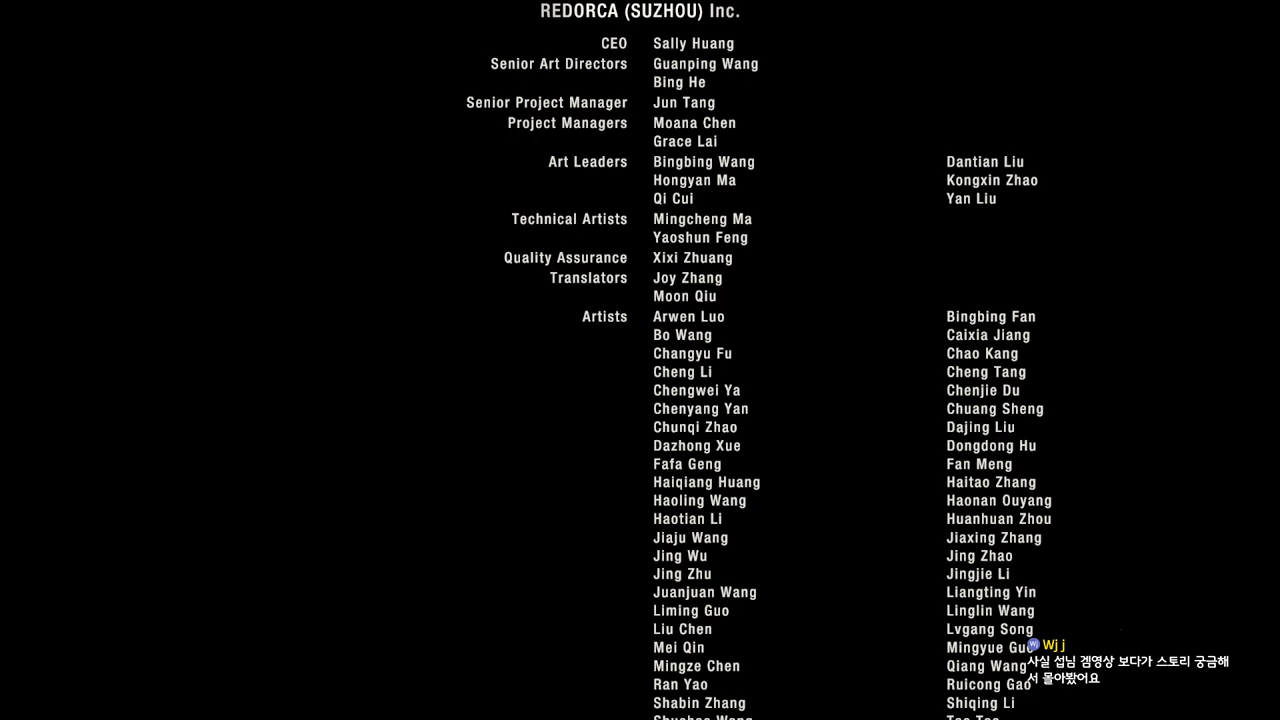 REDORCA (SUZHOU) Inc.
CEO Sally Huang
Senior Art Directors Guanping Wang
Bing He
Senior Project Manager Jun Tang
Project Managers Moana Chen
Grace Lai
Art Leaders Bingbing Wang Dantian Liu
Hongyan Ma Kongxin Zhao
Qi Cui Yan Liu
Technical Artists Mingcheng Ma
Yaoshun Feng
Quality Assurance Xixi Zhuang
Translators Joy Zhang
Moon Qiu
Artists Arwen Luo Bingbing Fan
Bo Wang Caixia Jiang
Changyu Fu Chao Kang
Cheng Li Cheng Tang
Chengwei Ya Chenjie Du
Chenyang Yan Chuang Sheng
Chunqi Zhao Dajing Liu
Dazhong Xue Dongdong Hu
Fafa Geng Fan Meng
Haiqiang Huang Haitao Zhang
Haoling Wang Haonan Ouyang
Haotian Li Huanhuan Zhou
Jiaju Wang Jiaxing Zhang
Jing Wu Jing Zhao
Jing Zhu Jingjie Li
Juanjuan Wang Liangting Yin
Liming Guo Linglin Wang
Liu Chen Lvgang Song
Mei Qin Mingyue Guo
Mingze Chen Qiang Wang
Ran Yao Ruicong Gao
Shabin Zhang Shiqing Li
Wj j
사실 섭님 겜영상 보다가 스토리 궁금해
서 몰아봤어요